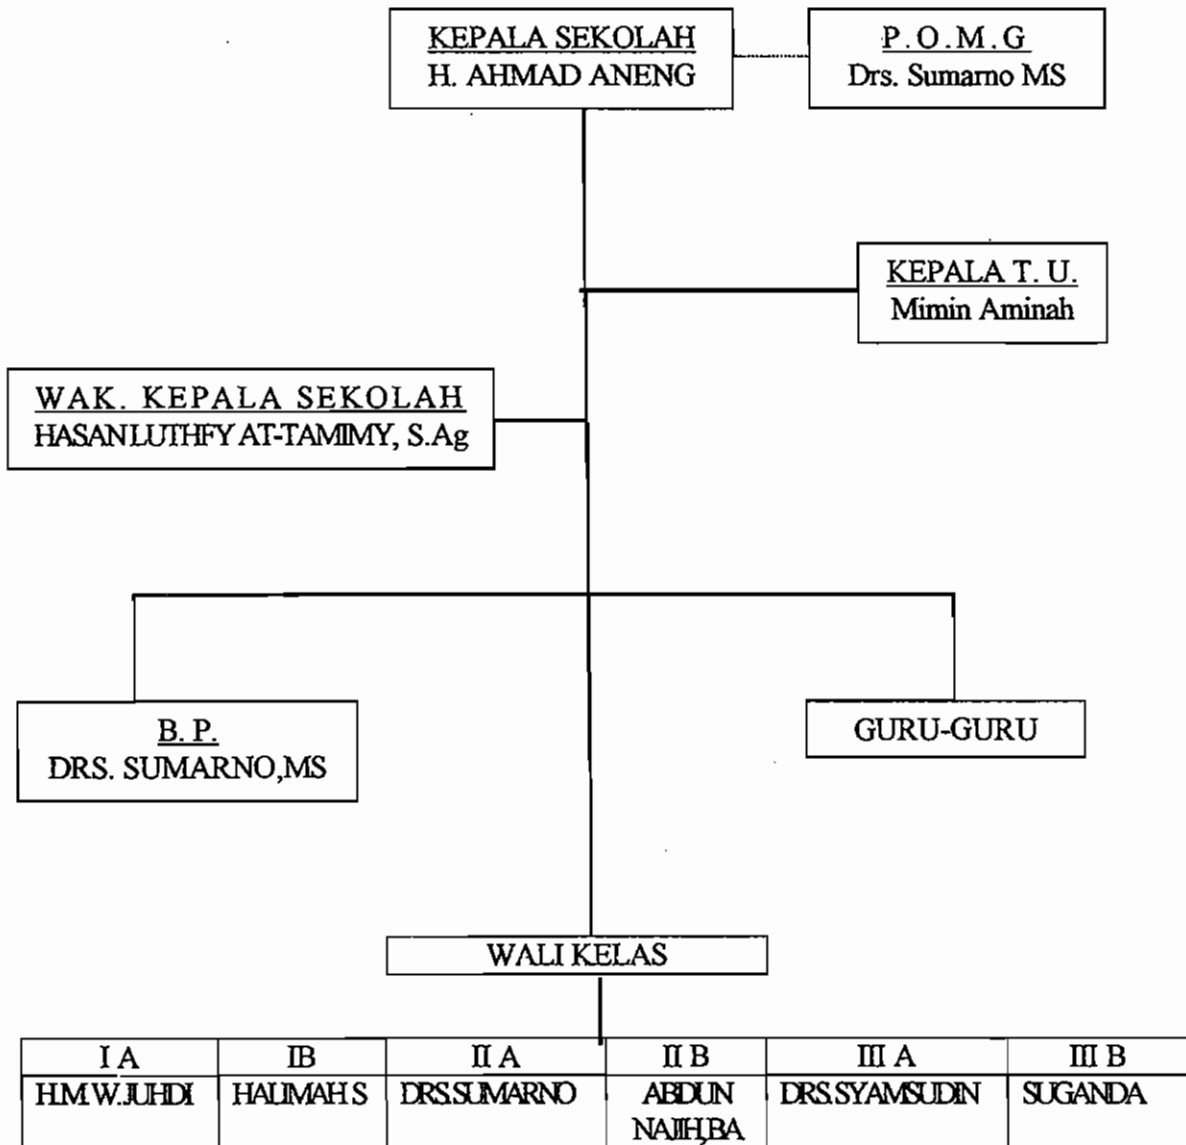 KEPALA SEKOLAH
H. AHMAD ANENG
P.O.M.G
Drs. Sumarno MS
KEPALA T. U.
Mimin Aminah
WAK. KEPALA SEKOLAH
HASAN LUTHFY AT-TAMIMY, S.Ag
B. P.
DRS. SUMARNO,MS
GURU-GURU
WALI KELAS
I A
IB
II A
II B
III A
III B
H.M.W.JUHDI
HALIMAH S
DRS.SUMARNO
ABDUN
NAJIH,BA
DRS.SYAMSUDIN
SUGANDA